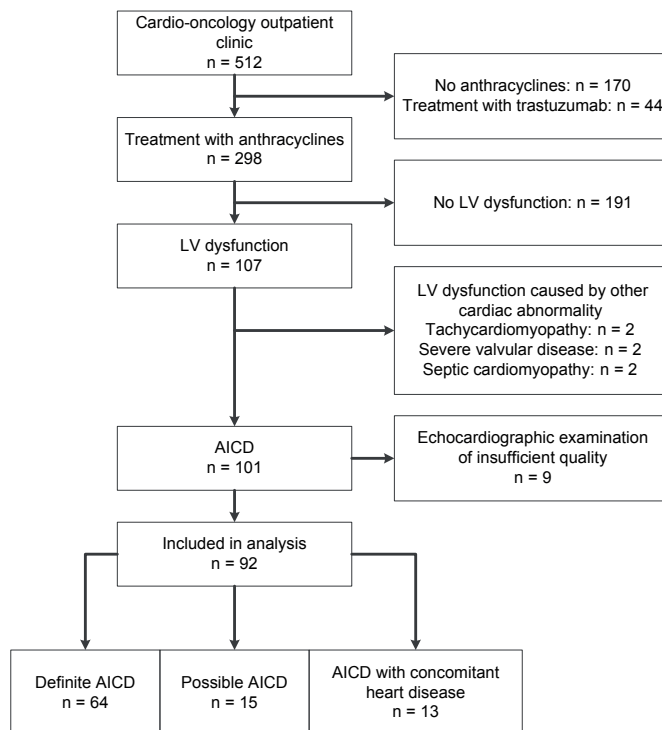 Cardio-oncology outpatient
clinic
n = 512
No anthracyclines: n = 170
Treatment with trastuzumab: n = 44
Treatment with anthracyclines
n = 298
No LV dysfunction: n = 191
LV dysfunction
n = 107
LV dysfunction caused by other
cardiac abnormality
Tachycardiomyopathy: n = 2
Severe valvular disease: n = 2
Septic cardiomyopathy: n = 2
AICD
n = 101
Echocardiographic examination
of insufficient quality
n = 9
Included in analysis
n = 92
Definite AICD
n = 64
Possible AICD
n = 15
AICD with concomitant
heart disease
n = 13